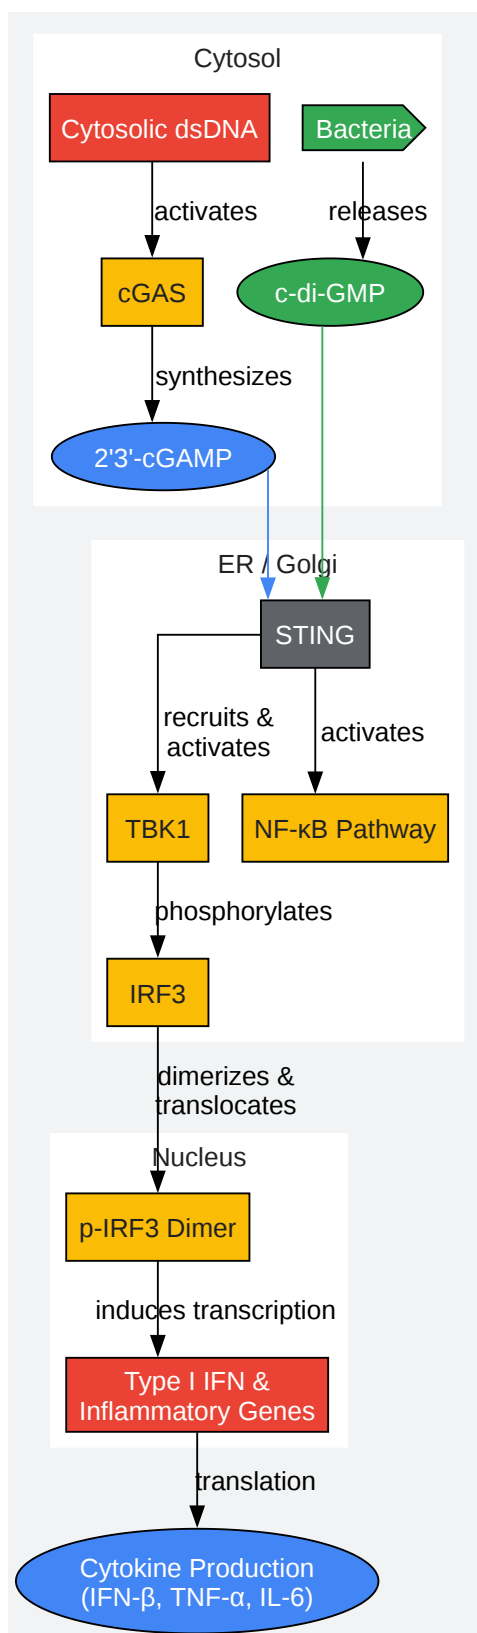 Cytosol
Cytosolic dsDNA
Bacteria
activates
releases
cGAS
c-di-GMP
synthesizes
2'3'-cGAMP
ER / Golgi
STING
recruits &
activates
activates
TBK1
NF-κB Pathway
phosphorylates
IRF3
dimerizes &
translocates
Nucleus
p-IRF3 Dimer
induces transcription
Type I IFN &
Inflammatory Genes
translation
Cytokine Production
(IFN-β, TNF-α, IL-6)